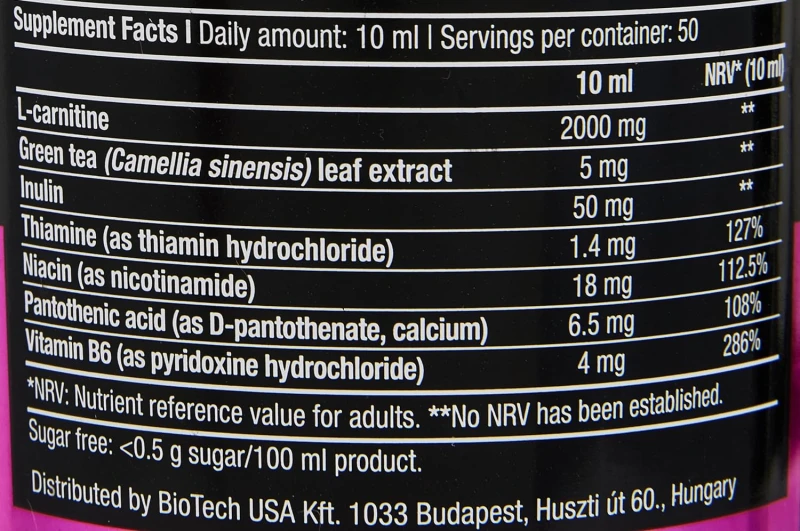 Supplement Facts I Daily amount: 10 ml | Servings per container: 50
10 ml NRV* (10 ml)
L-carnitine 2000 mg **
Green tea (Camellia sinensis) leaf extract 5 mg **
Inulin 50 mg **
Thiamine (as thiamin hydrochloride) 1.4 mg 127%
Niacin (as nicotinamide) 18 mg 112.5%
Pantothenic acid (as D-pantothenate, calcium) 6.5 mg 108%
Vitamin B6 (as pyridoxine hydrochloride) 4 mg 286%
*NRV: Nutrient reference value for adults. **No NRV has been established.
Sugar free: <0.5 g sugar/100 ml product.
Distributed by BioTech USA Kft. 1033 Budapest, Huszti út 60., Hungary